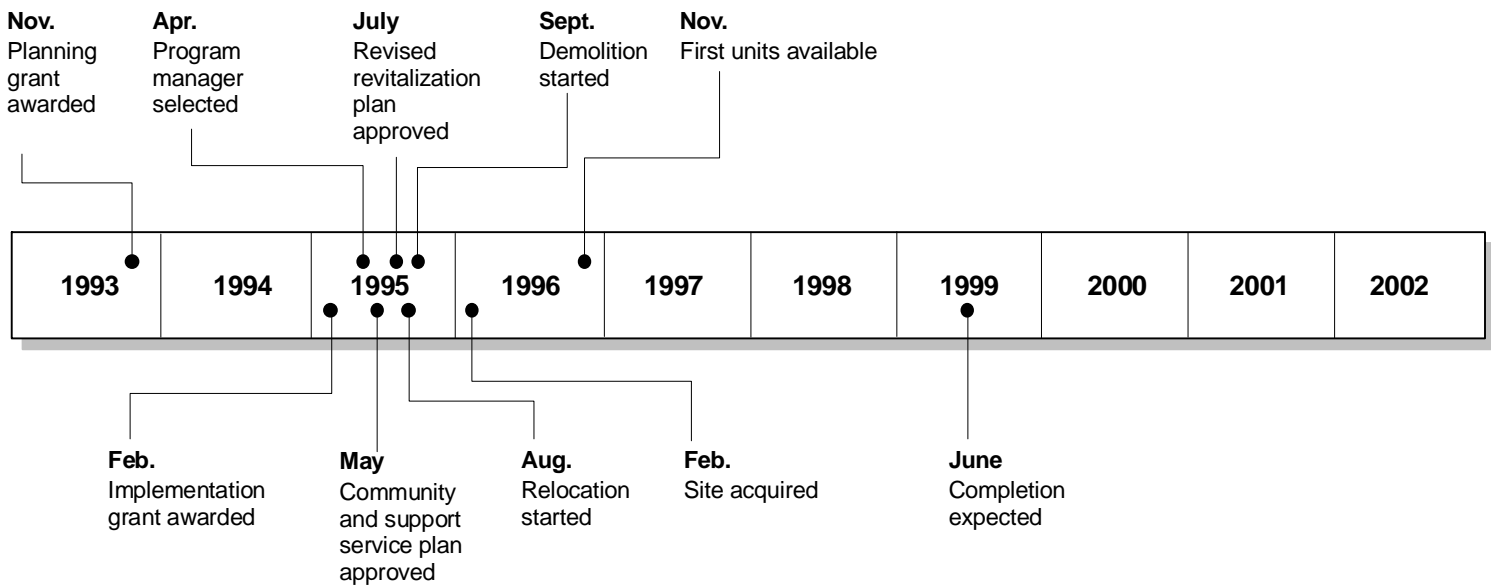 Nov.
Planning
grant
awarded
Apr.
Program
manager
selected
July
Revised
revitalization
plan
approved
Sept.
Demolition
started
Nov.
First units available
1993
1994
1995
1996
1997
1998
1999
2000
2001
2002
Feb.
Implementation
grant awarded
May
Community
and support
service plan
approved
Aug.
Relocation
started
Feb.
Site acquired
June
Completion
expected